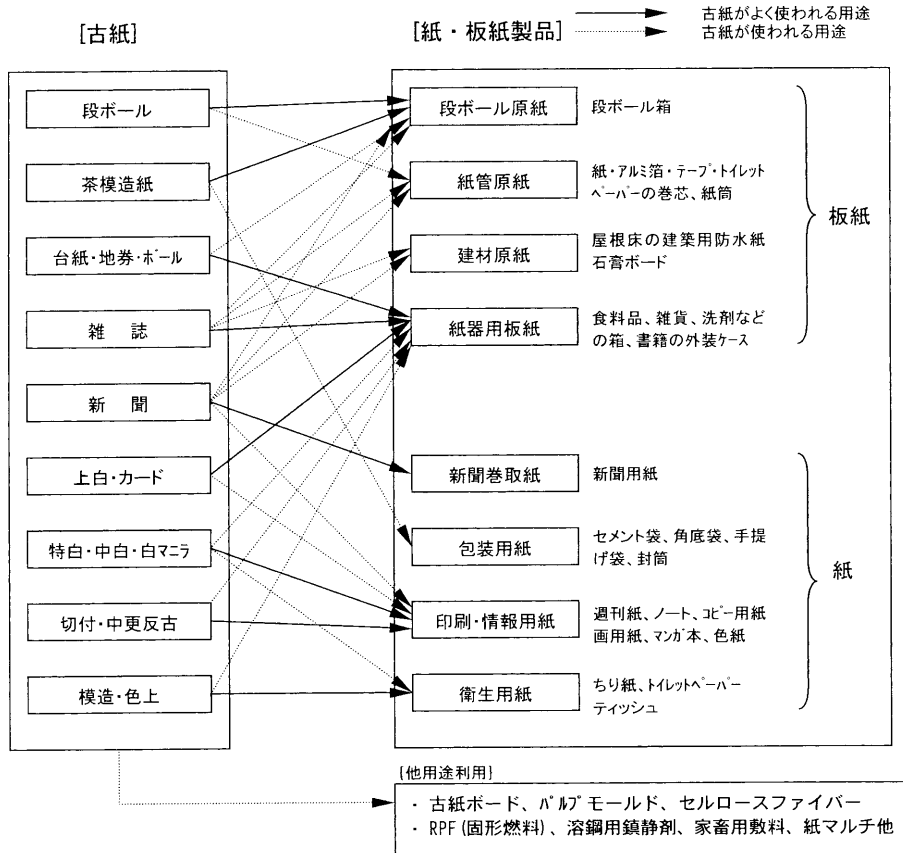 [古紙]
[紙・板紙製品]
古紙がよく使われる用途
古紙が使われる用途
段ボール
茶模造紙
台紙・地券・ボール
雑 誌
新 聞
上白・カード
特白・中白・白マニラ
切付・中更反古
模造・色上
段ボール原紙
段ボール箱
紙管原紙
紙・アルミ箔・テープ・トイレット
ペーパーの巻芯、紙筒
建材原紙
屋根床の建築用防水紙
石膏ボード
紙器用板紙
食料品、雑貨、洗剤など
の箱、書籍の外装ケース
板紙
新聞巻取紙
新聞用紙
包装用紙
セメント袋、角底袋、手提
げ袋、封筒
印刷・情報用紙
週刊紙、ノート、コピー用紙
画用紙、マンガ本、色紙
衛生用紙
ちり紙、トイレットペーパー
ティッシュ
紙
[他用途利用]
・ 古紙ボード、パルプモールド、セルロースファイバー
・ RPF(固形燃料)、溶鋼用鎮静剤、家畜用敷料、紙マルチ他